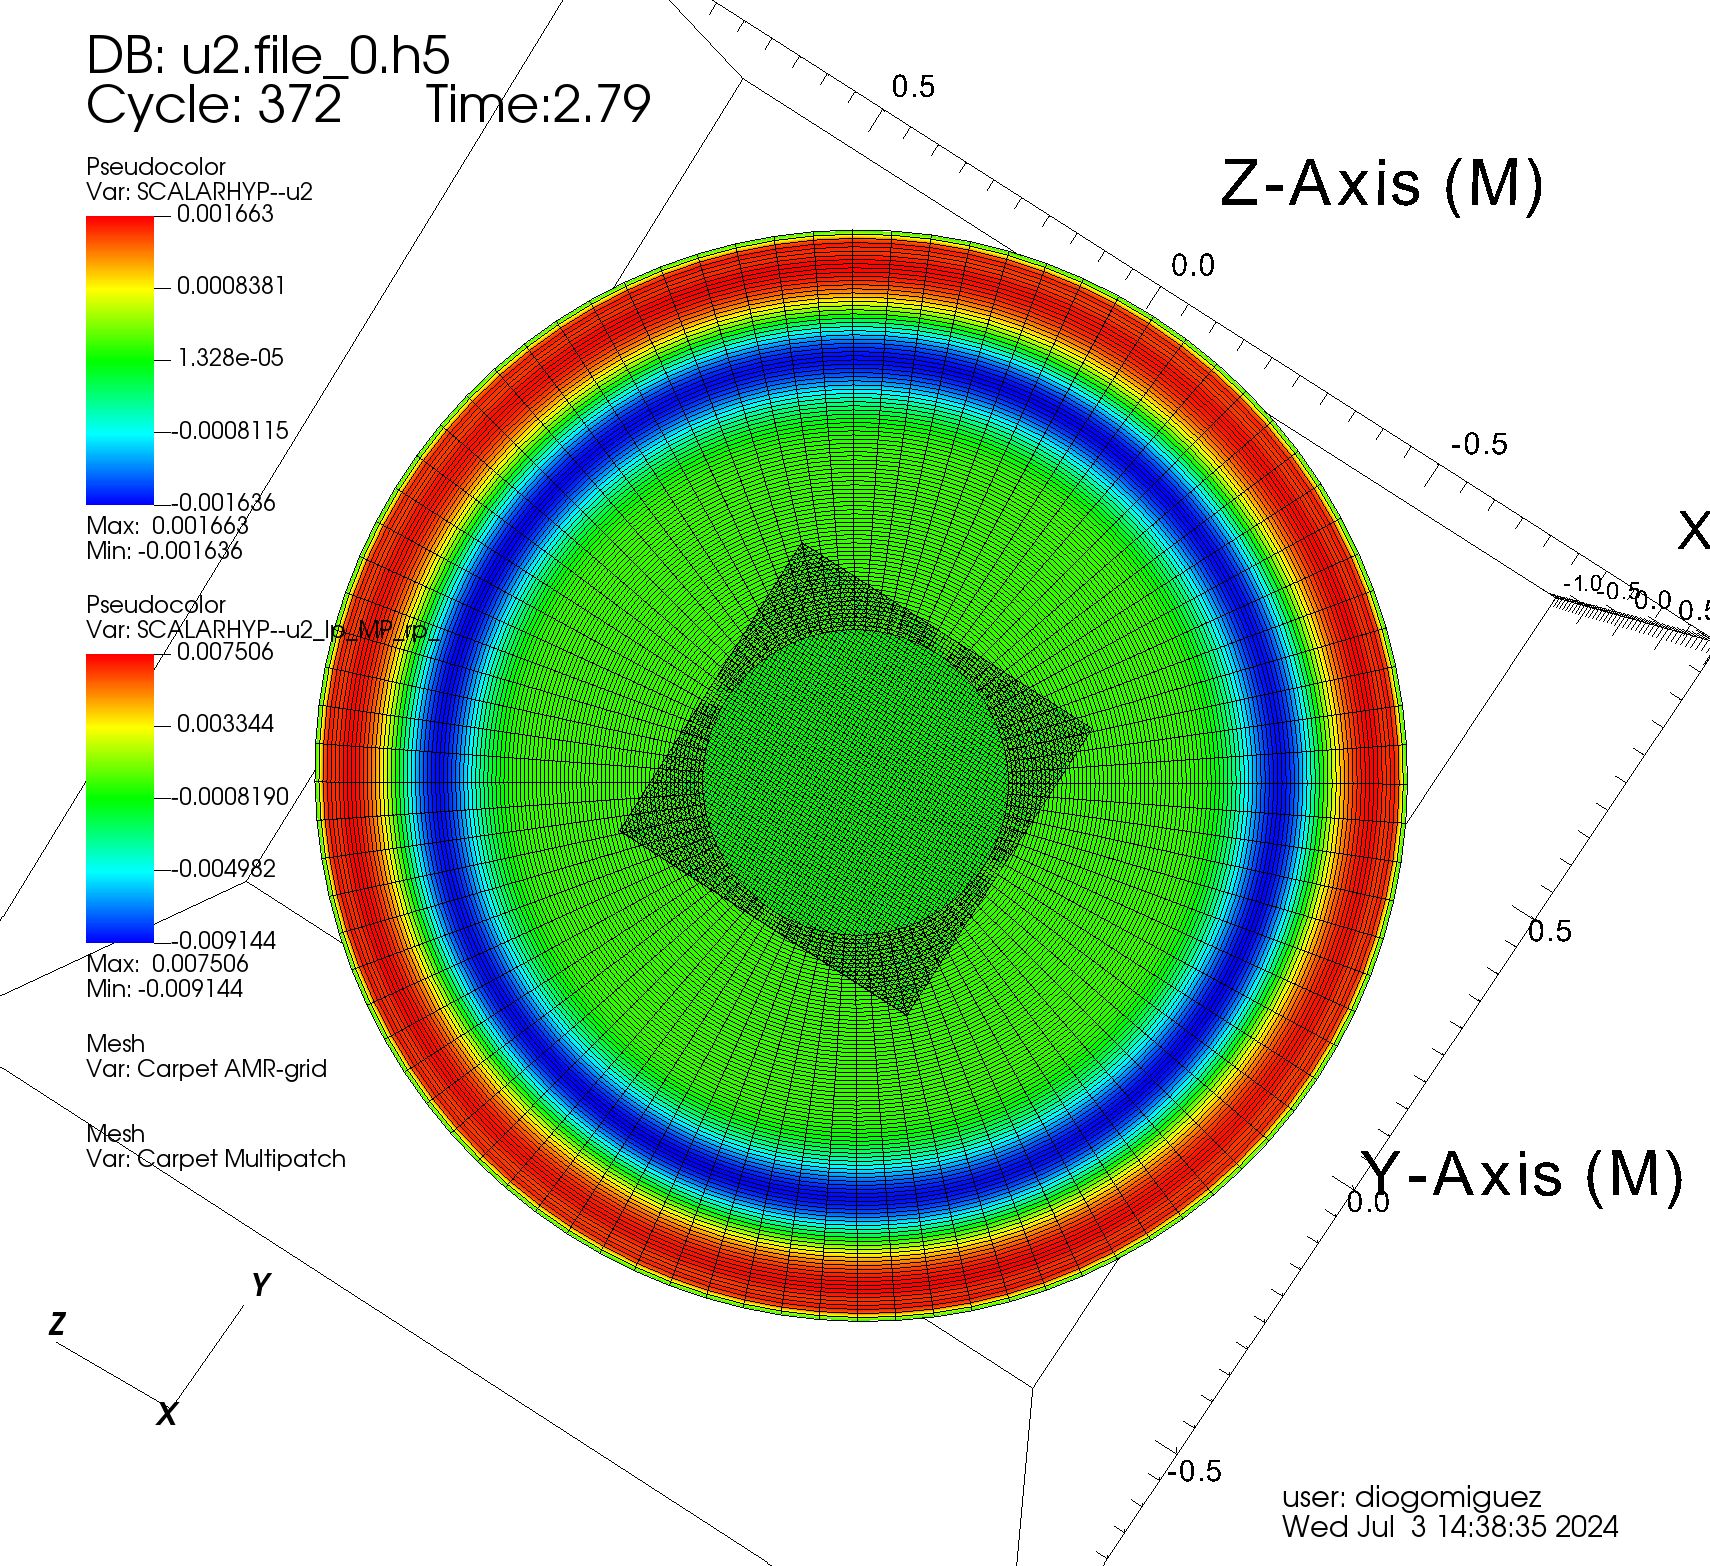 DB: u2.file_0.h5
Cycle: 372 Time:2.79
Pseudocolor
Var: SCALARHYP--u2
0.001663
0.0008381
1.328e-05
-0.0008115
-0.001636
Max: 0.001663
Min: -0.001636
Pseudocolor
Var: SCALARHYP--u2_lp_MP_rp_
0.007506
0.003344
-0.0008190
-0.004982
-0.009144
Max: 0.007506
Min: -0.009144
Mesh
Var: Carpet AMR-grid
Mesh
Var: Carpet Multipatch
Z
Y
X
0.5
Z-Axis (M)
0.0
-0.5
X
-1.0
-0.5
0.0
0.5
0.5
Y-Axis (M)
0.0
-0.5
user: diogomiguez
Wed Jul 3 14:38:35 2024